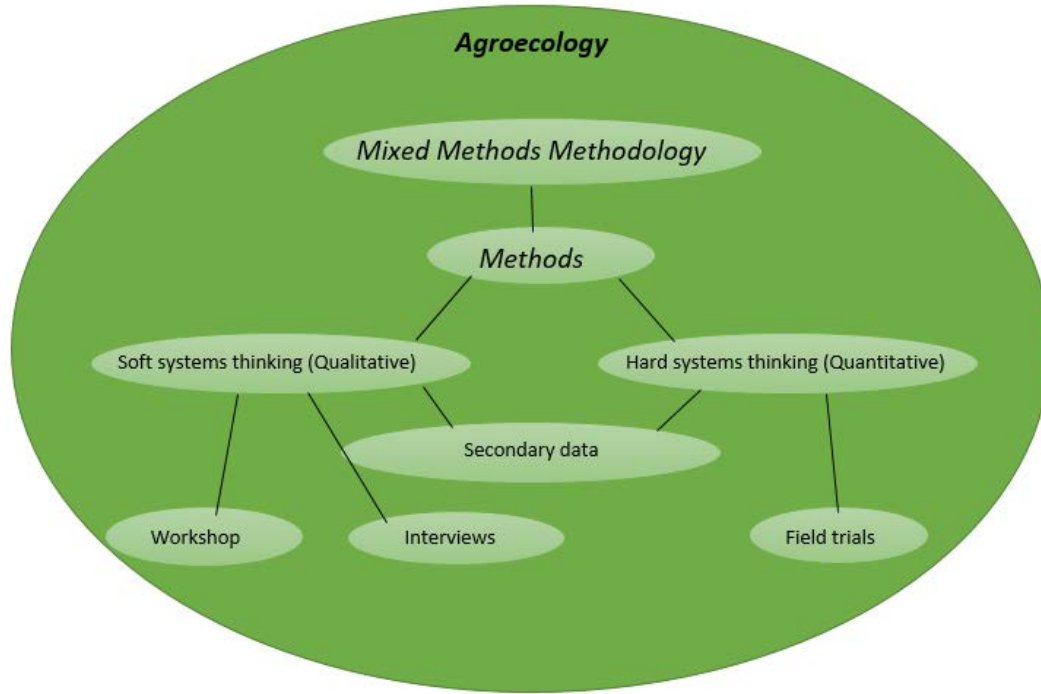 Agroecology
Mixed Methods Methodology
Methods
Soft systems thinking (Qualitative)
Hard systems thinking (Quantitative)
Secondary data
Workshop
Interviews
Field trials